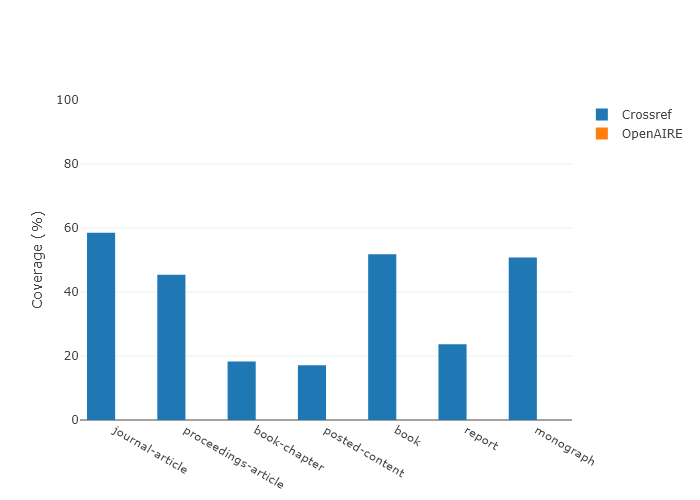 100
80
60
40
20
0
Coverage (%)
journal-article
proceedings-article
book-chapter
posted-content
book
report
monograph
Crossref
OpenAIRE